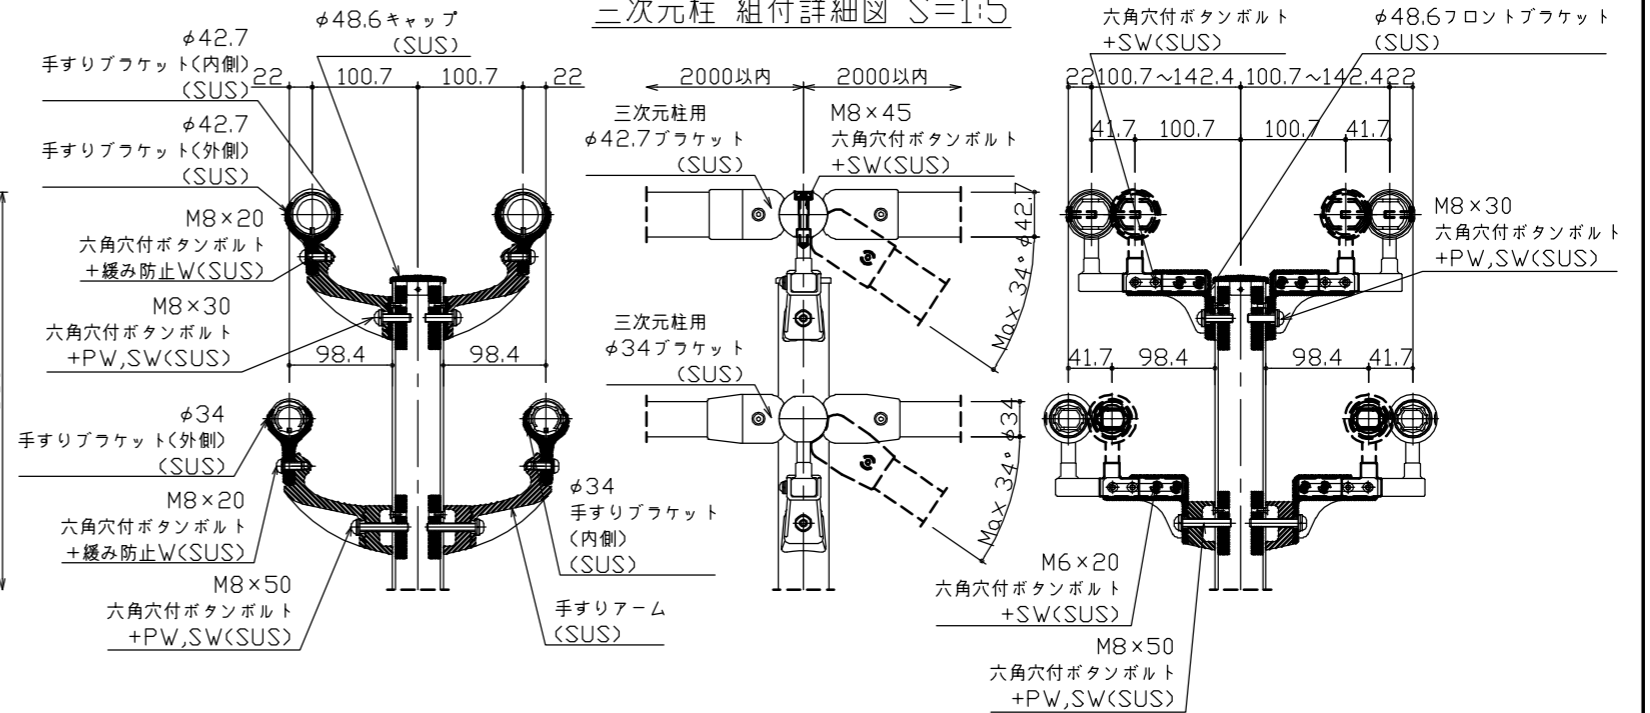 三次元柱 組付詳細図 S=1:5
φ48.6キャップ
(SUS)
φ42.7
手すりブラケット(内側)
(SUS)
22
100.7
100.7
22
φ42.7
手すりブラケット(外側)
(SUS)
M8×20
六角穴付ボタンボルト
+緩み防止W(SUS)
M8×30
六角穴付ボタンボルト
+PW,SW(SUS)
98.4
98.4
φ34
手すりブラケット(外側)
(SUS)
M8×20
六角穴付ボタンボルト
+緩み防止W(SUS)
M8×50
六角穴付ボタンボルト
+PW,SW(SUS)
φ34
手すりブラケット
(内側)
(SUS)
手すりアーム
(SUS)
2000以内
2000以内
三次元柱用
φ42.7ブラケット
(SUS)
M8×45
六角穴付ボタンボルト
+SW(SUS)
φ42.7
Max 34°
三次元柱用
φ34ブラケット
(SUS)
φ34
Max 34°
六角穴付ボタンボルト
+SW(SUS)
φ48.6フロントブラケット
(SUS)
22
100.7~142.4
100.7~142.4
22
41.7
100.7
100.7
41.7
M8×30
六角穴付ボタンボルト
+PW,SW(SUS)
41.7
98.4
98.4
41.7
M6×20
六角穴付ボタンボルト
+SW(SUS)
M8×50
六角穴付ボタンボルト
+PW,SW(SUS)